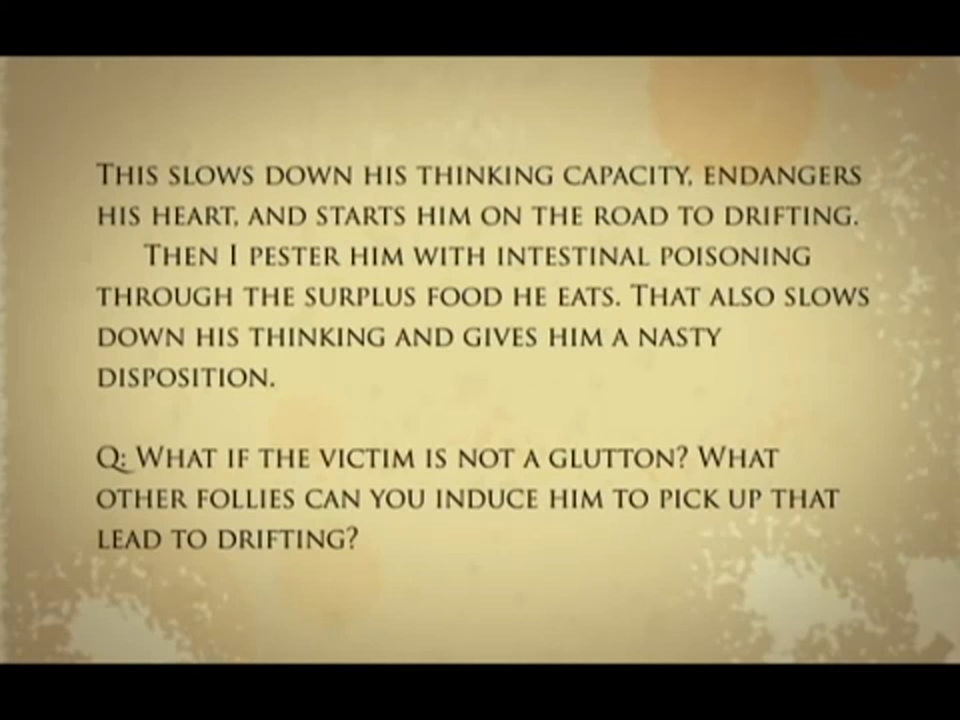 This slows down his thinking capacity, endangers
his heart, and starts him on the road to drifting.
Then I pester him with intestinal poisoning
through the surplus food he eats. That also slows
down his thinking and gives him a nasty
disposition.
Q: What if the victim is not a glutton? What
other follies can you induce him to pick up that
lead to drifting?